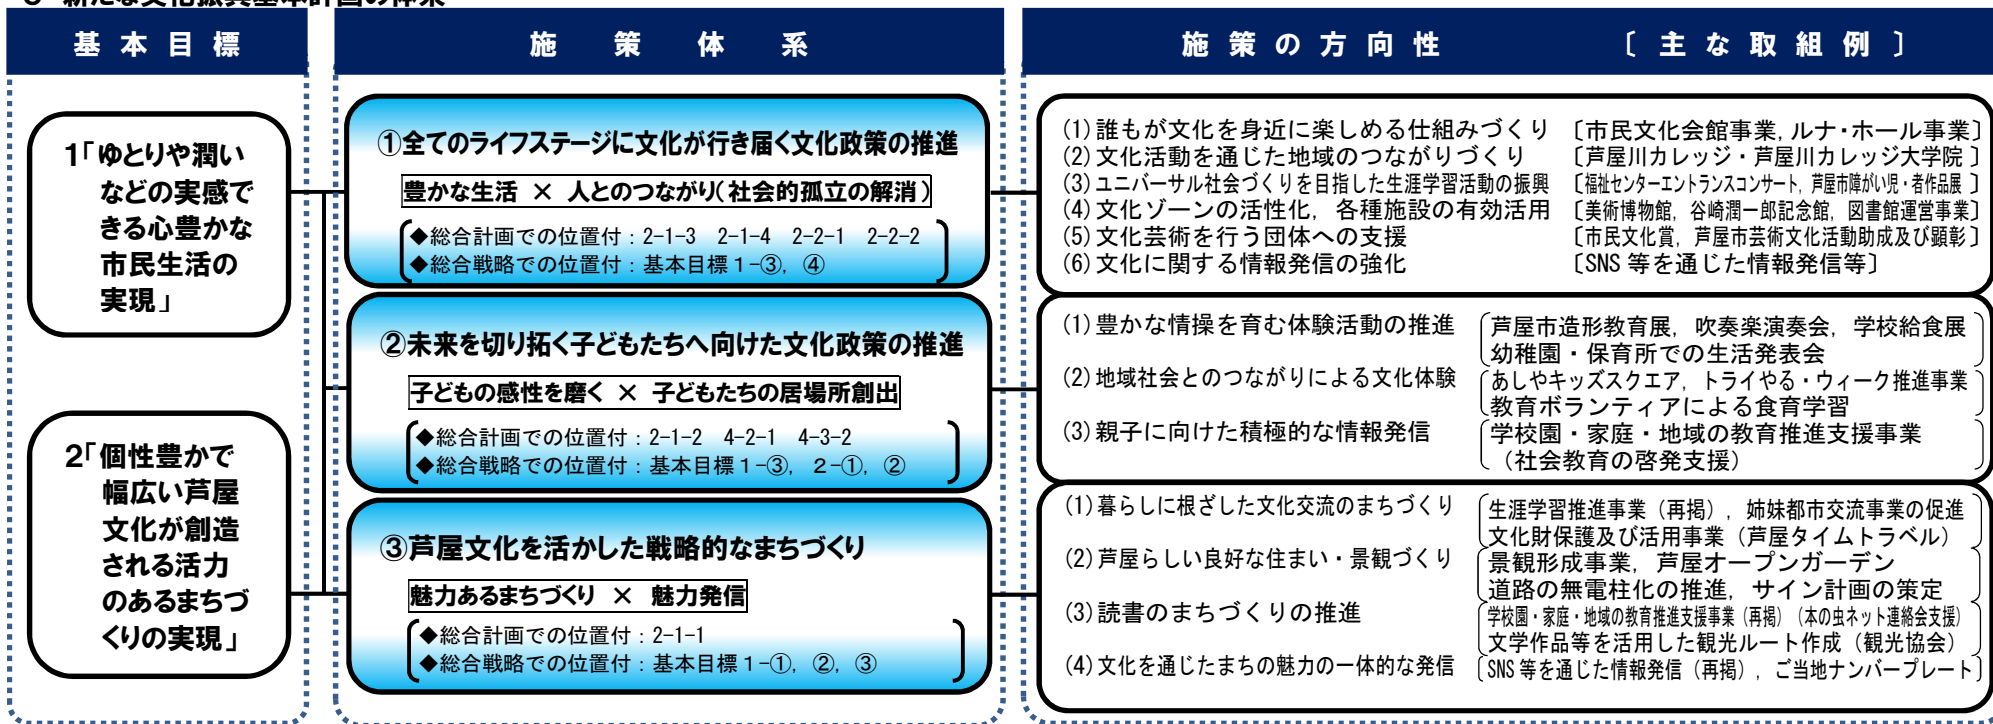 基本目標
施策体系
施策の方向性 〔主な取組例〕
1「ゆとりや潤い
などの実感で
きる心豊かな
市民生活の
実現」
2「個性豊かで
幅広い芦屋
文化が創造
される活力
のあるまちづ
くりの実現」
①全てのライフステージに文化が行き届く文化政策の推進
豊かな生活 × 人とのつながり(社会的孤立の解消)
◆総合計画での位置付:2-1-3 2-1-4 2-2-1 2-2-2
◆総合戦略での位置付:基本目標1-③,④
②未来を切り拓く子どもたちへ向けた文化政策の推進
子どもの感性を磨く × 子どもたちの居場所創出
◆総合計画での位置付:2-1-2 4-2-1 4-3-2
◆総合戦略での位置付:基本目標1-③,2-①,②
③芦屋文化を活かした戦略的なまちづくり
魅力あるまちづくり × 魅力発信
◆総合計画での位置付:2-1-1
◆総合戦略での位置付:基本目標1-①,②,③
(1)誰もが文化を身近に楽しめる仕組みづくり 〔市民文化会館事業,ルナ・ホール事業〕
(2)文化活動を通じた地域のつながりづくり 〔芦屋川カレッジ・芦屋川カレッジ大学院〕
(3)ユニバーサル社会づくりを目指した生涯学習活動の振興 〔福祉センターエントランスコンサート,芦屋市障がい児・者作品展〕
(4)文化ゾーンの活性化,各種施設の有効活用 〔美術博物館,谷崎潤一郎記念館,図書館運営事業〕
(5)文化芸術を行う団体への支援 〔市民文化賞,芦屋市芸術文化活動助成及び顕彰〕
(6)文化に関する情報発信の強化 〔SNS等を通じた情報発信等〕
(1)豊かな情操を育む体験活動の推進 芦屋市造形教育展,吹奏楽演奏会,学校給食展
幼稚園・保育所での生活発表会
(2)地域社会とのつながりによる文化体験 あしやキッズスクエア,トライやる・ウィーク推進事業
教育ボランティアによる食育学習
(3)親子に向けた積極的な情報発信 学校園・家庭・地域の教育推進支援事業
(社会教育の啓発支援)
(1)暮らしに根ざした文化交流のまちづくり 生涯学習推進事業(再掲),姉妹都市交流事業の促進
文化財保護及び活用事業(芦屋タイムトラベル)
(2)芦屋らしい良好な住まい・景観づくり 景観形成事業,芦屋オープンガーデン
道路の無電柱化の推進,サイン計画の策定
(3)読書のまちづくりの推進 学校園・家庭・地域の教育推進支援事業(再掲)(本の虫ネット連絡会支援)
文学作品等を活用した観光ルート作成(観光協会)
(4)文化を通じたまちの魅力の一体的な発信 〔SNS等を通じた情報発信(再掲),ご当地ナンバープレート〕